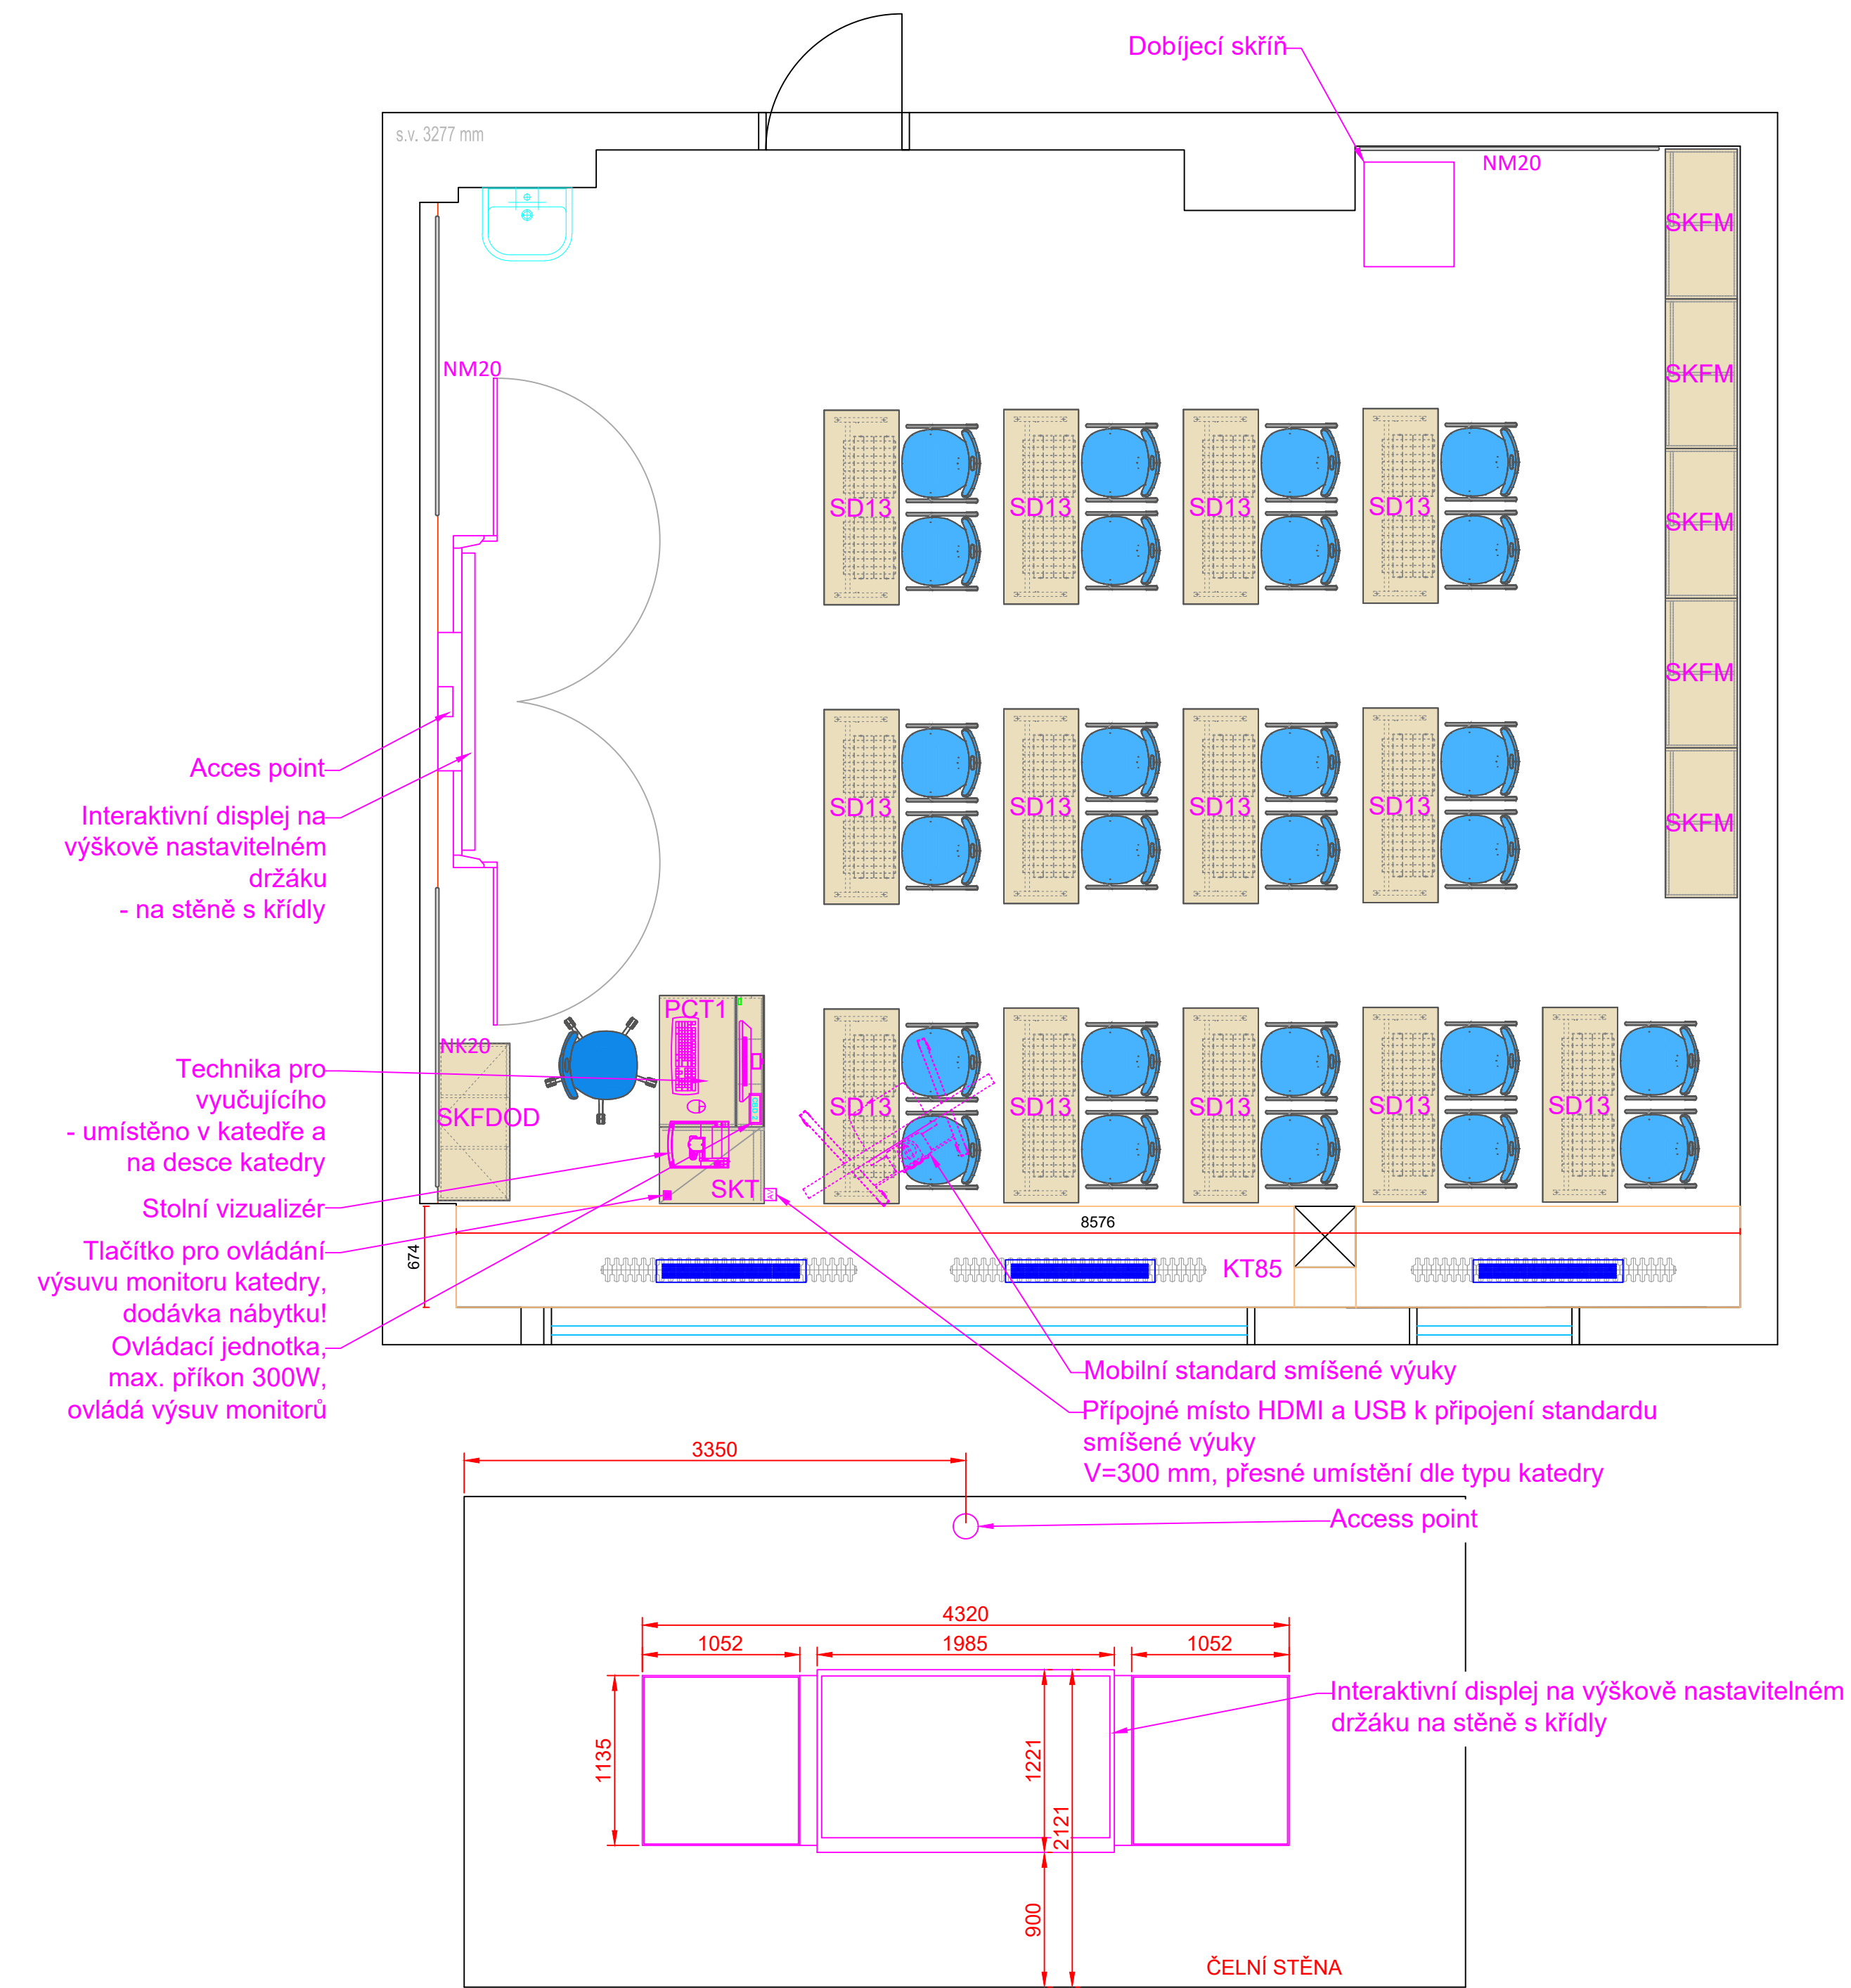 Dobíjecí skříň
s.v. 3277 mm
NM20
SKFM
NM20
SKFM
SD13 SD13 SD13 SD13
SKFM
SKFM
Acces point
SD13 SD13 SD13 SD13
SKFM
Interaktivní displej na
výškově nastavitelném
držáku
- na stěně s křídly
PCT1
NK20
Technika pro
vyučujícího
- umístěno v katedře a
na desce katedry
SKFDOD
SD13 SD13 SD13 SD13 SD13
SKT
Stolní vizualizér
8576
674
KT85
Tlačítko pro ovládání
výsuvu monitoru katedry,
dodávka nábytku!
Ovládací jednotka,
max. příkon 300W,
ovládá výsuv monitorů
Mobilní standard smíšené výuky
Přípojné místo HDMI a USB k připojení standardu
smíšené výuky
V=300 mm, přesné umístění dle typu katedry
3350
Access point
4320
1052 1985 1052
Interaktivní displej na výškově nastavitelném
držáku na stěně s křídly
1135
1221
2121
900
ČELNÍ STĚNA